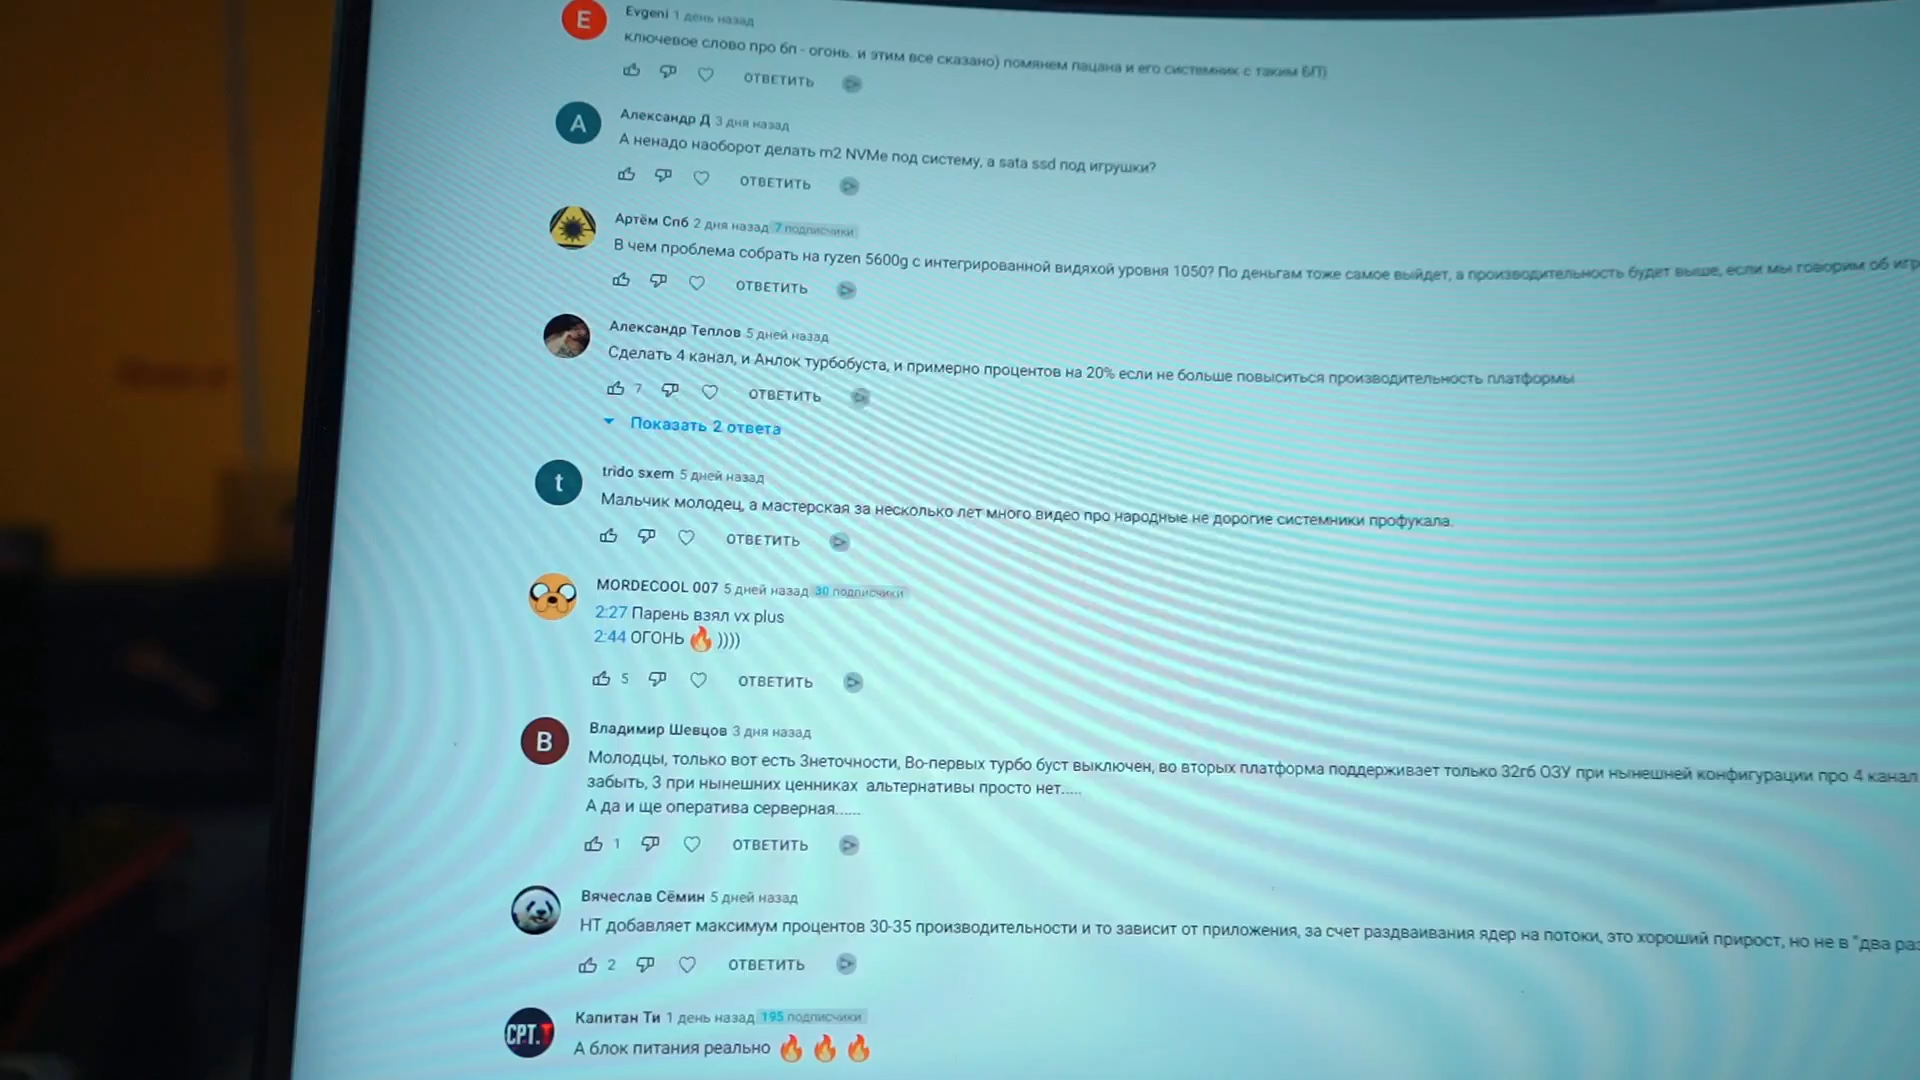 E
Evgeni 1 день назад
ключевое слово про бп - огонь. и этим все сказано) помянем пацана и его системник с таким БП)
ОТВЕТИТЬ
А
Александр Д 3 дня назад
А ненадо наоборот делать m2 NVMe под систему, а sata ssd под игрушки?
ОТВЕТИТЬ
Артём Спб 2 дня назад 7 подписчики
В чем проблема собрать на ryzen 5600g с интегрированной видяхой уровня 1050? По деньгам тоже самое выйдет, а производительность будет выше, если мы говорим об игр
ОТВЕТИТЬ
Александр Теплов 5 дней назад
Сделать 4 канал, и Анлок турбобуста, и примерно процентов на 20% если не больше повыситься производительность платформы
7 ОТВЕТИТЬ
Показать 2 ответа
t
trido sxem 5 дней назад
Мальчик молодец, а мастерская за несколько лет много видео про народные не дорогие системники профукала.
ОТВЕТИТЬ
MORDECOOL 007 5 дней назад 30 подписчики
2:27 Парень взял vx plus
2:44 ОГОНЬ 🔥 ))))
5 ОТВЕТИТЬ
В
Владимир Шевцов 3 дня назад
Молодцы, только вот есть 3неточности, Во-первых турбо буст выключен, во вторых платформа поддерживает только 32гб ОЗУ при нынешней конфигурации про 4 канал
забыть, 3 при нынешних ценниках альтернативы просто нет.....
А да и ще оператива серверная......
1 ОТВЕТИТЬ
Вячеслав Сёмин 5 дней назад
НТ добавляет максимум процентов 30-35 производительности и то зависит от приложения, за счет раздваивания ядер на потоки, это хороший прирост, но не в "два раз
2 ОТВЕТИТЬ
CPT.T
Капитан Ти 1 день назад 195 подписчики
А блок питания реально 🔥 🔥 🔥